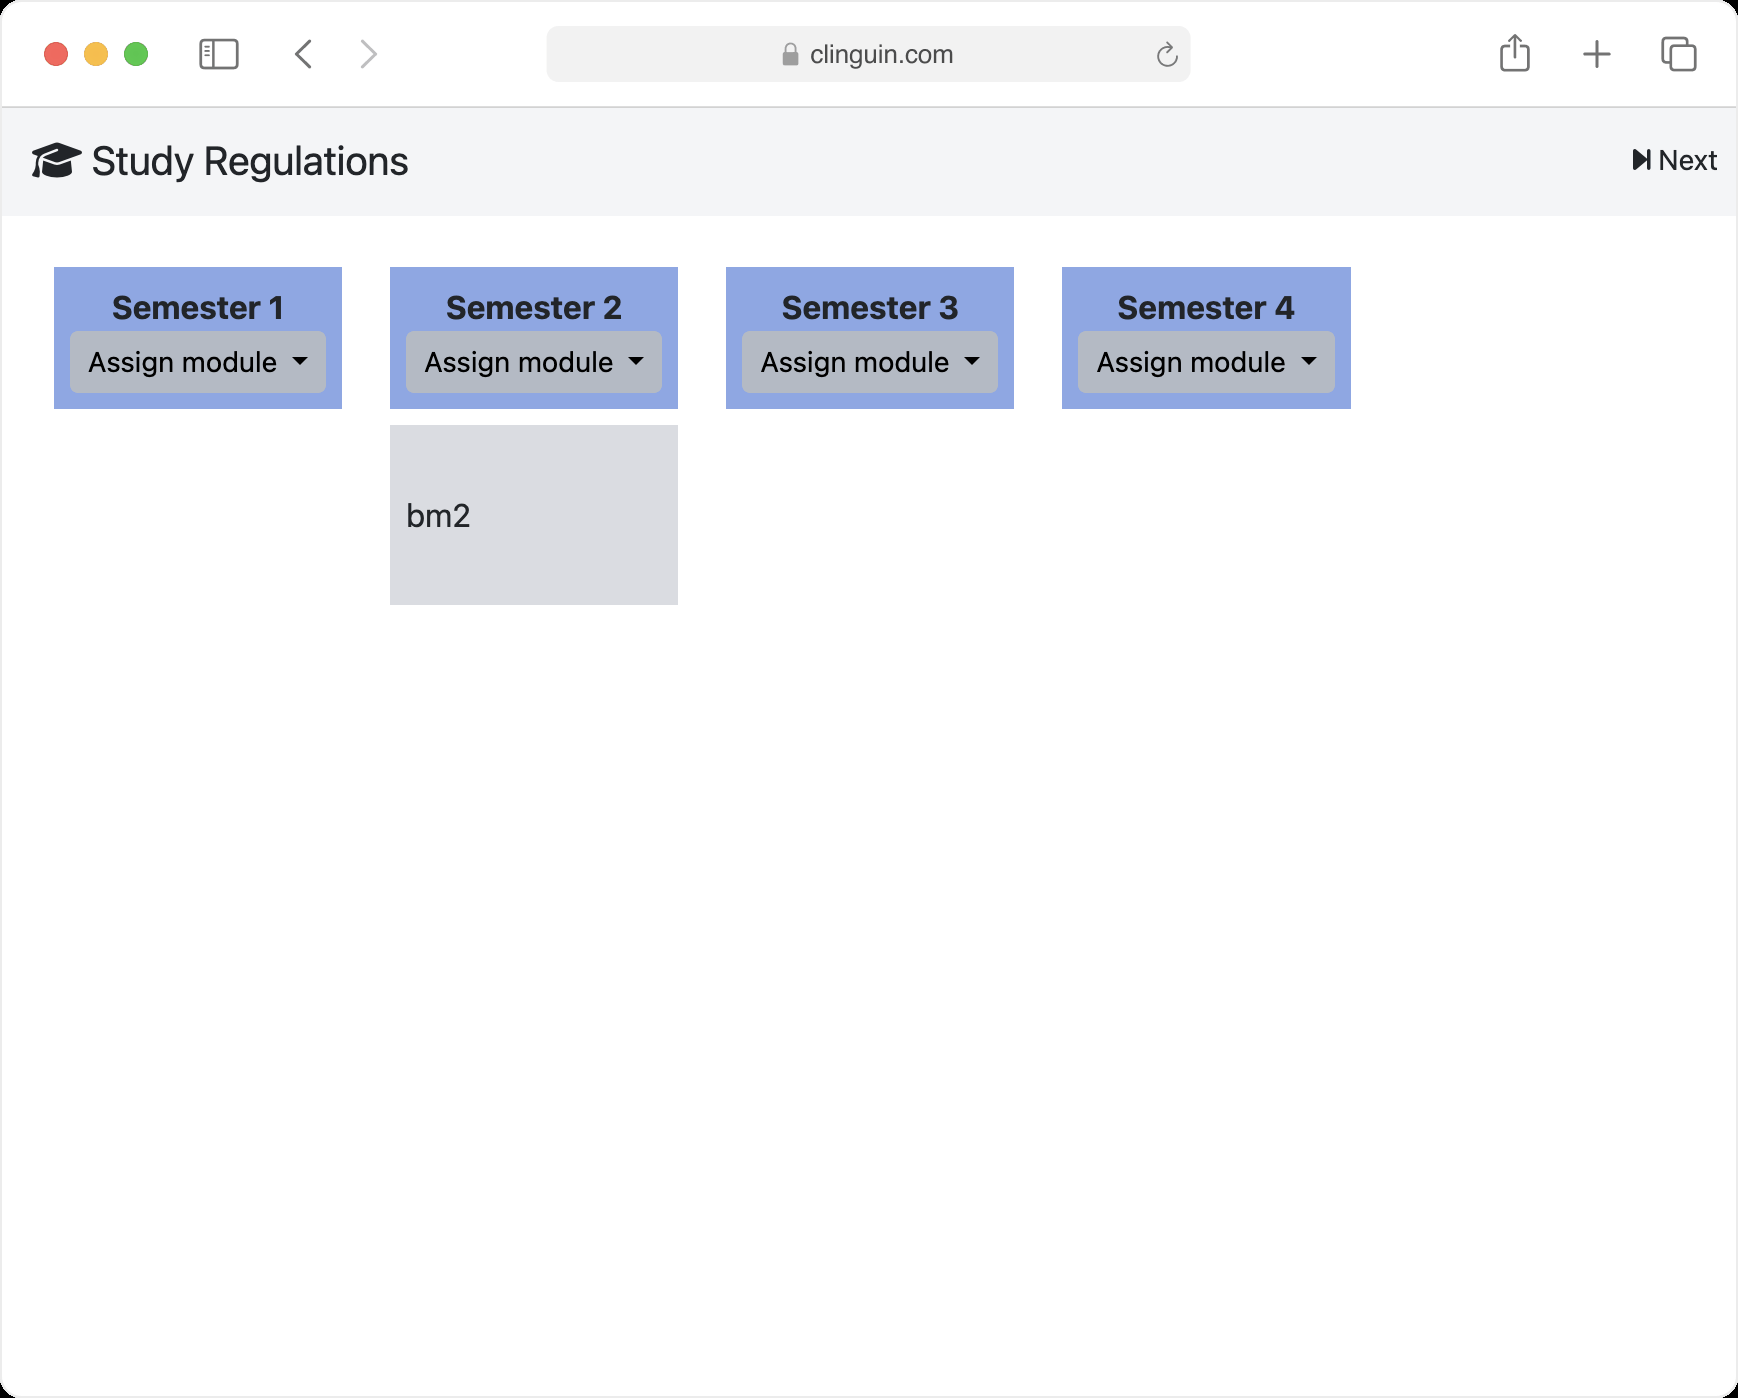 clinguin.com
Study Regulations
Next
Semester 1
Assign module
Semester 2
Assign module
Semester 3
Assign module
Semester 4
Assign module
bm2